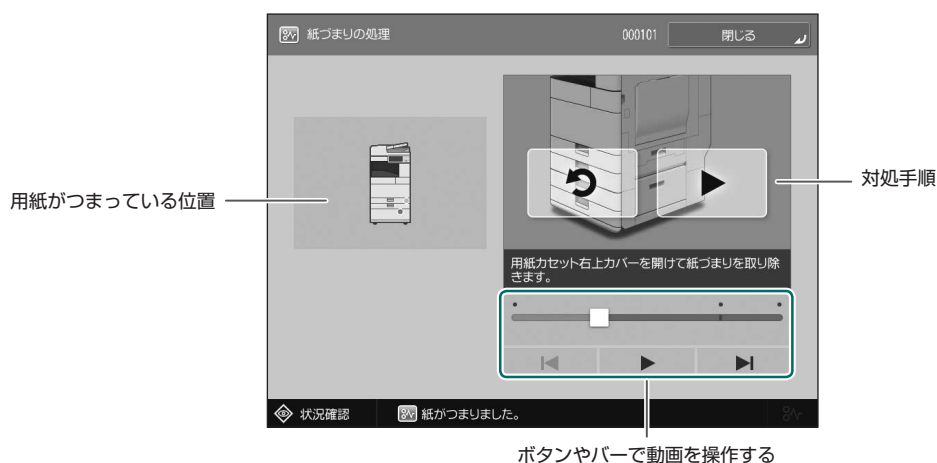 紙づまりの処理
000101
閉じる
用紙がつまっている位置
対処手順
用紙カセット右上カバーを開けて紙づまりを取り除
きます。
状況確認
紙がつまりました。
ボタンやバーで動画を操作する